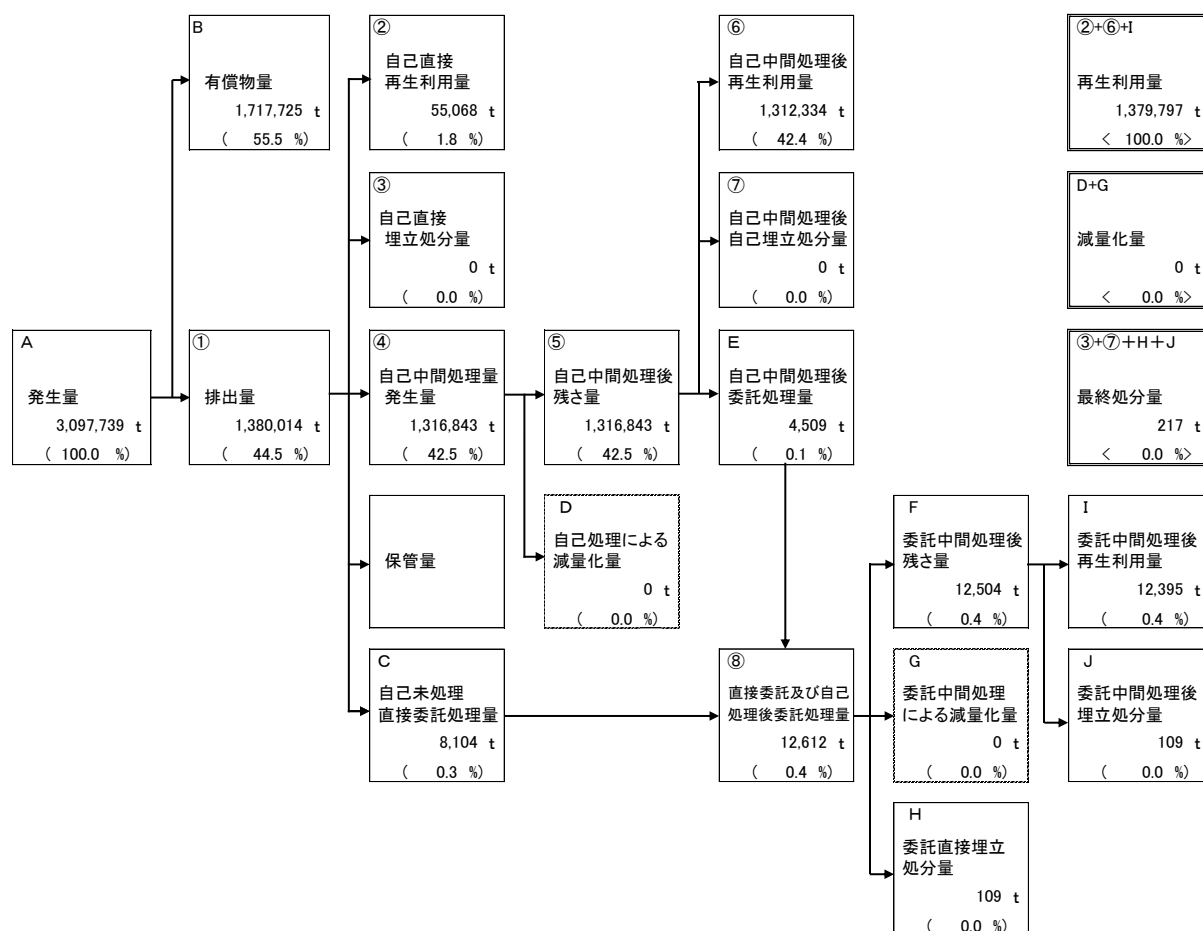 B
有償物量
1,717,725 t
( 55.5 %)
②
自己直接
再生利用量
55,068 t
( 1.8 %)
⑥
自己中間処理後
再生利用量
1,312,334 t
( 42.4 %)
②+⑥+I
再生利用量
1,379,797 t
< 100.0 %>
③
自己直接
埋立処分量
0 t
( 0.0 %)
⑦
自己中間処理後
自己埋立処分量
0 t
( 0.0 %)
D+G
減量化量
0 t
< 0.0 %>
A
発生量
3,097,739 t
( 100.0 %)
①
排出量
1,380,014 t
( 44.5 %)
④
自己中間処理量
発生量
1,316,843 t
( 42.5 %)
⑤
自己中間処理後
残さ量
1,316,843 t
( 42.5 %)
E
自己中間処理後
委託処理量
4,509 t
( 0.1 %)
③+⑦+H+J
最終処分量
217 t
< 0.0 %>
保管量
D
自己処理による
減量化量
0 t
( 0.0 %)
F
委託中間処理後
残さ量
12,504 t
( 0.4 %)
I
委託中間処理後
再生利用量
12,395 t
( 0.4 %)
C
自己未処理
直接委託処理量
8,104 t
( 0.3 %)
⑧
直接委託及び自己
処理後委託処理量
12,612 t
( 0.4 %)
G
委託中間処理
による減量化量
0 t
( 0.0 %)
J
委託中間処理後
埋立処分量
109 t
( 0.0 %)
H
委託直接埋立
処分量
109 t
( 0.0 %)